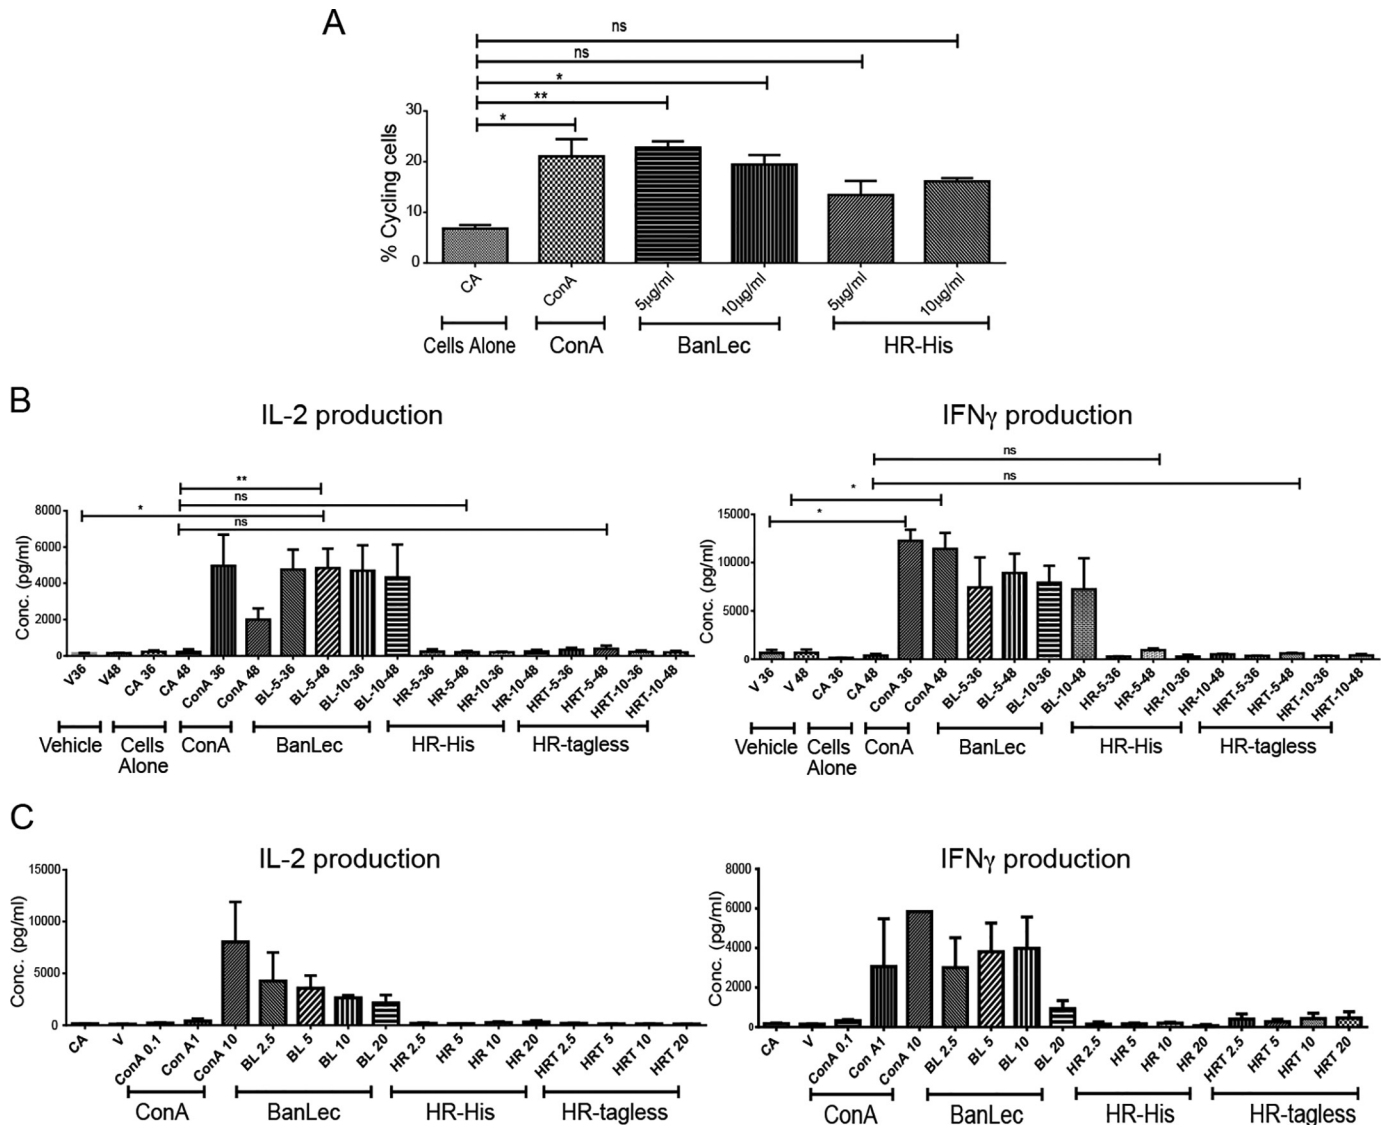 A
ns
ns
*
**
*
30
20
10
0
% Cycling cells
CA
ConA
5µg/ml
10µg/ml
5µg/ml
10µg/ml
Cells Alone
ConA
BanLec
HR-His
B
IL-2 production
**
ns
*
ns
8000
6000
4000
2000
0
Conc. (pg/ml)
V36
V48
CA 36
CA 48
ConA 36
ConA 48
BL-5-36
BL-5-48
BL-10-36
BL-10-48
HR-5-36
HR-5-48
HR-10-36
HR-10-48
HRT-5-36
HRT-5-48
HRT-10-36
HRT-10-48
Vehicle
Cells
Alone
ConA
BanLec
HR-His
HR-tagless
IFNγ production
ns
ns
*
*
15000
10000
5000
0
Conc. (pg/ml)
V 36
V 48
CA 36
CA 48
ConA 36
ConA 48
BL-5-36
BL-5-48
BL-10-36
BL-10-48
HR-5-36
HR-5-48
HR-10-36
HR-10-48
HRT-5-36
HRT-5-48
HRT-10-36
HRT-10-48
Vehicle
Cells
Alone
ConA
BanLec
HR-His
HR-tagless
C
IL-2 production
15000
10000
5000
0
Conc. (pg/ml)
CA
V
ConA 0.1
Con A1
ConA 10
BL 2.5
BL 5
BL 10
BL 20
HR 2.5
HR 5
HR 10
HR 20
HRT 2.5
HRT 5
HRT 10
HRT 20
ConA
BanLec
HR-His
HR-tagless
IFNγ production
8000
6000
4000
2000
0
Conc. (pg/ml)
CA
V
ConA 0.1
Con A1
ConA 10
BL 2.5
BL 5
BL 10
BL 20
HR 2.5
HR 5
HR 10
HR 20
HRT 2.5
HRT 5
HRT 10
HRT 20
ConA
BanLec
HR-His
HR-tagless